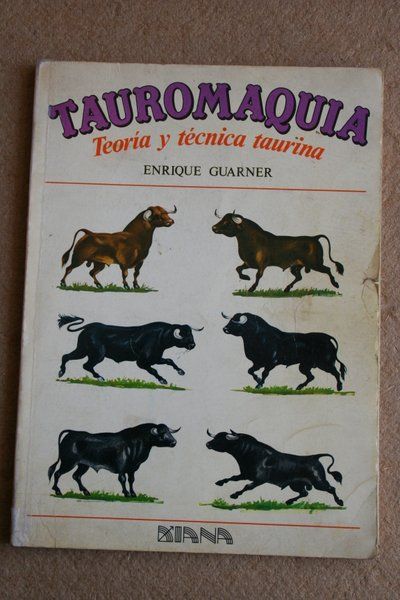 TAUROMAQUIA
Teoría y técnica taurina
ENRIQUE GUARNER
DIANA